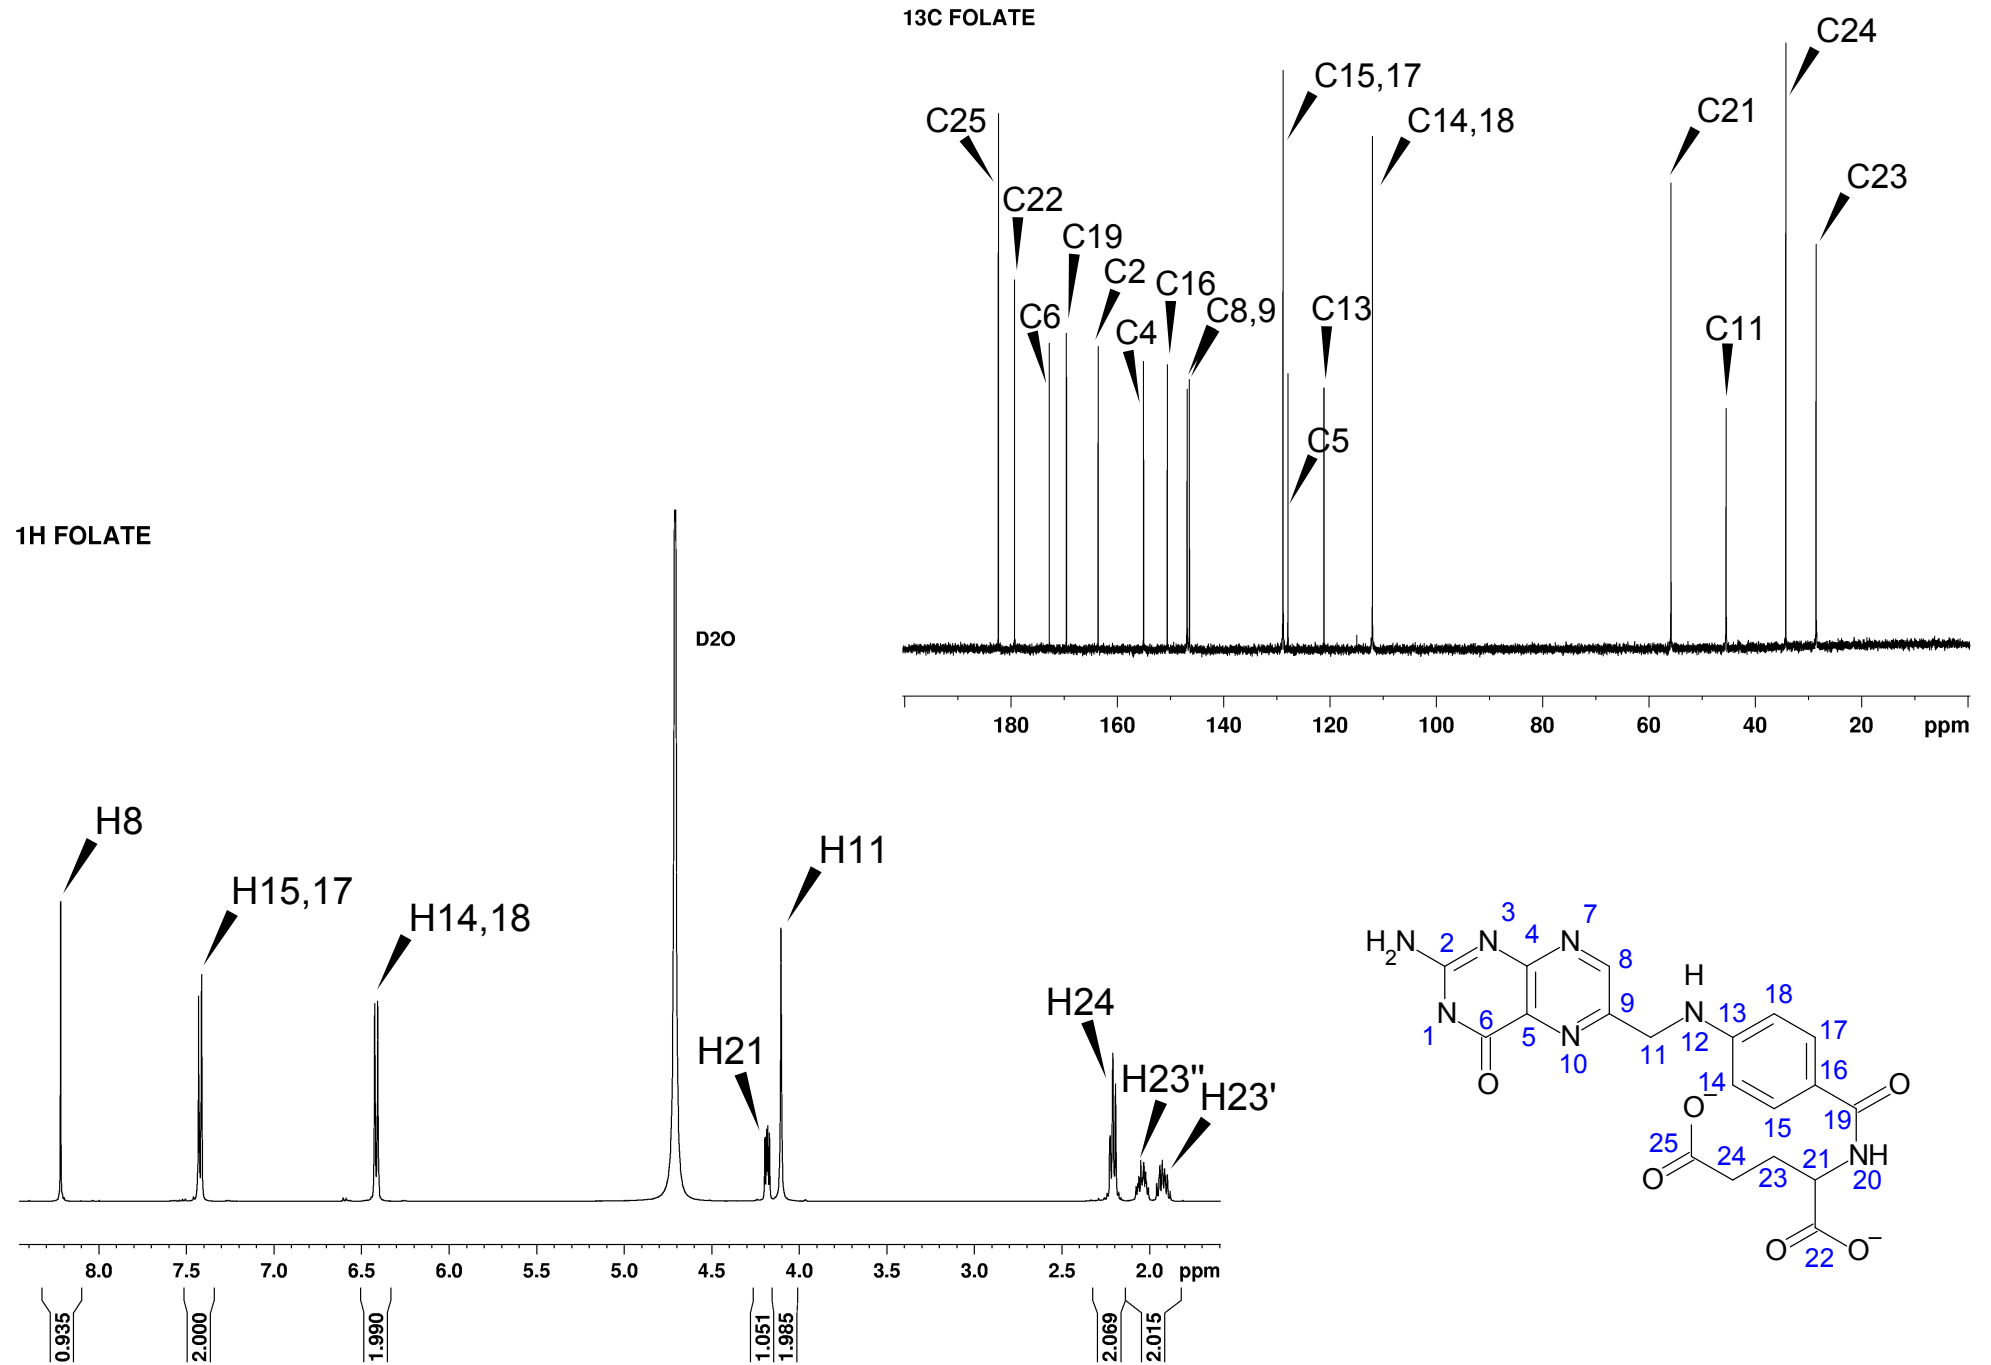 13C FOLATE
C24
C15,17
C21
C25
C14,18
C23
C22
C19
C2
C16
C6
C8,9
C13
C4
C11
C5
180 160 140 120 100 80 60 40 20 ppm
1H FOLATE
D2O
H8
H11
H15,17
H14,18
H24
H21
H23''
H23'
8.0 7.5 7.0 6.5 6.0 5.5 5.0 4.5 4.0 3.5 3.0 2.5 2.0 ppm
0.935 2.000 1.990 1.051 1.985 2.069 2.015
3 7
H2N 2 N 4 N 8
H
N 6 9 N 13 18
1 5 N 11 12 17
O 10 14 16 O
O− 19
25 15
24 21 NH
O 23 20
O O−
22